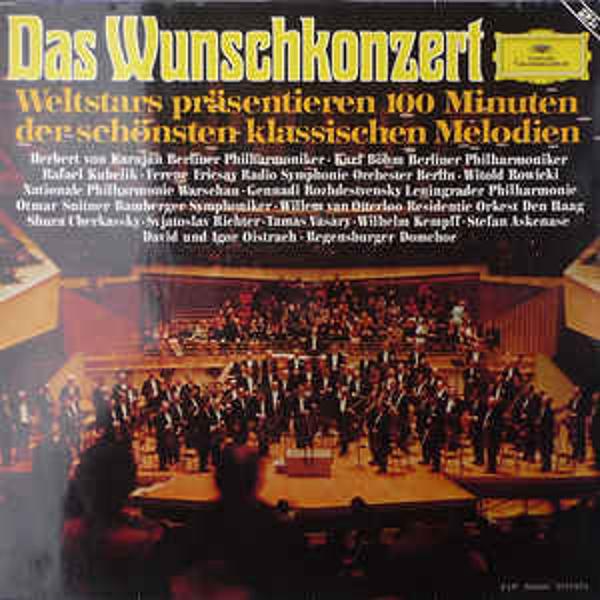 Das Wunschkonzert
Weltstars präsentieren 100 Minuten
der schönsten klassischen Melodien
Herbert von Karajan Berliner Philharmoniker · Karl Böhm Berliner Philharmoniker
Rafael Kubelik · Ferenc Fricsay Radio Symphonie Orchester Berlin · Witold Rowicki
Nationale Philharmonie Warschau · Gennadi Rozhdestvensky Leningrader Philharmonie
Otmar Suitner Bamberger Symphoniker · Willem van Otterloo Residentie Orkest Den Haag
Shura Cherkassky · Svjatoslav Richter · Tamas Vasary · Wilhelm Kempff · Stefan Askenase
David und Igor Oistrach · Regensburger Domchor